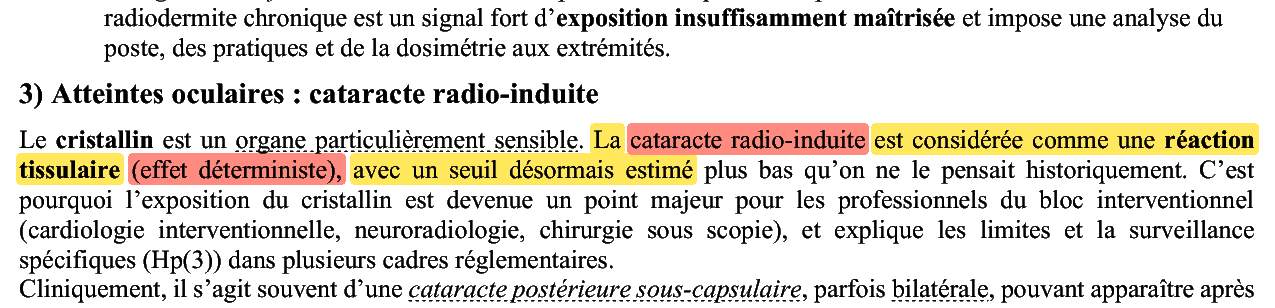 radiodermite chronique est un signal fort d’exposition insuffisamment maîtrisée et impose une analyse du
poste, des pratiques et de la dosimétrie aux extrémités.
3) Atteintes oculaires : cataracte radio-induite
Le cristallin est un organe particulièrement sensible. La cataracte radio-induite est considérée comme une réaction
tissulaire (effet déterministe), avec un seuil désormais estimé plus bas qu’on ne le pensait historiquement. C’est
pourquoi l’exposition du cristallin est devenue un point majeur pour les professionnels du bloc interventionnel
(cardiologie interventionnelle, neuroradiologie, chirurgie sous scopie), et explique les limites et la surveillance
spécifiques (Hp(3)) dans plusieurs cadres réglementaires.
Cliniquement, il s’agit souvent d’une cataracte postérieure sous-capsulaire, parfois bilatérale, pouvant apparaître après